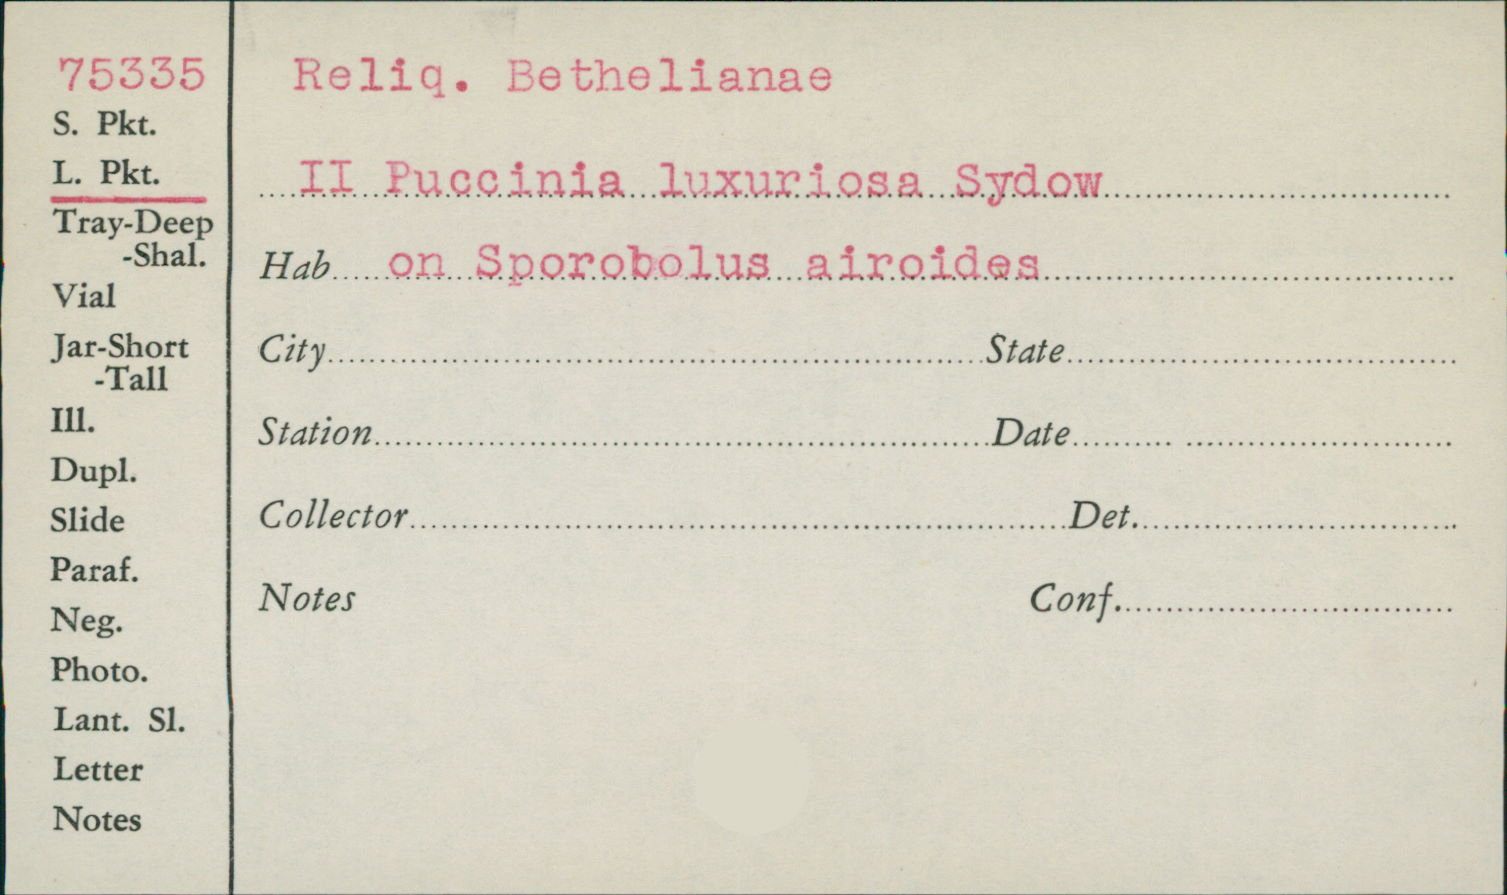 75335
S. Pkt.
L. Pkt.
Tray-Deep
-Shal.
Vial
Jar-Short
-Tall
Ill.
Dupl.
Slide
Paraf.
Neg.
Photo.
Lant. Sl.
Letter
Notes
Reliq. Bethelianae
II Puccinia luxuriosa Sydow
Hab on Sporobolus airoides
City State
Station Date
Collector Det.
Notes Conf.